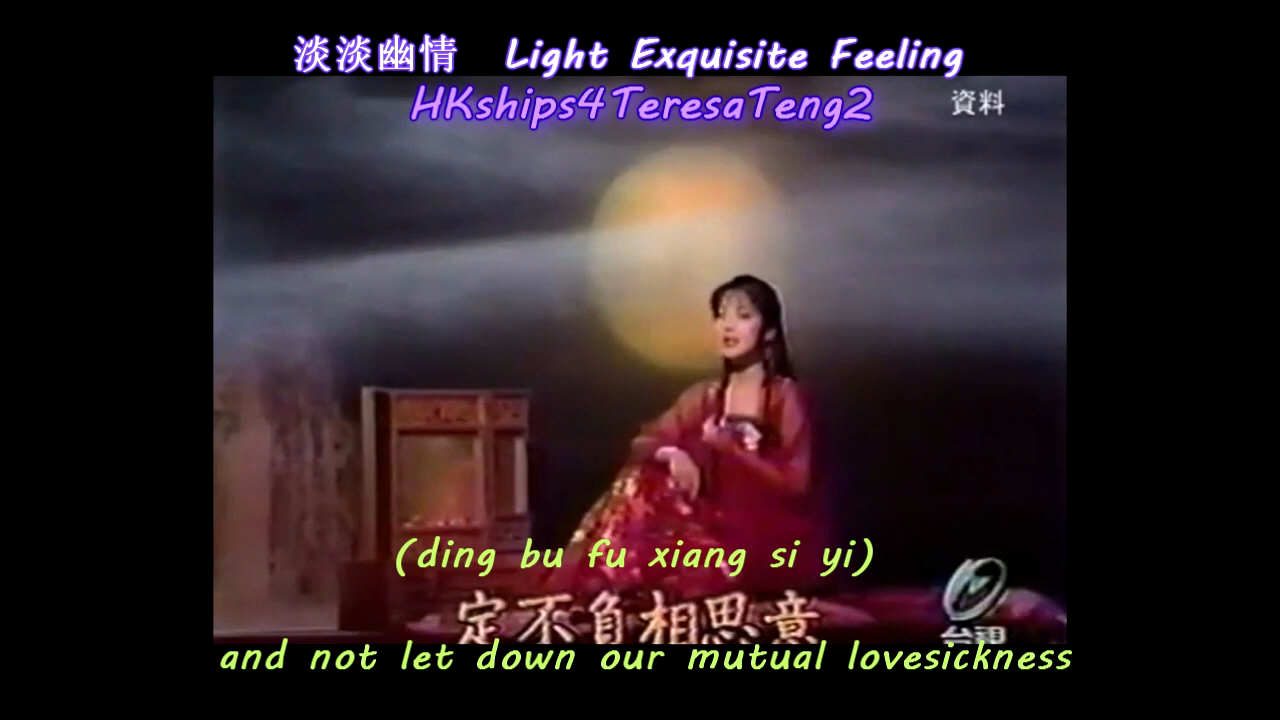 淡淡幽情 Light Exquisite Feeling
HKships4TeresaTeng2
資料
(ding bu fu xiang si yi)
定不負相思意
台視
and not let down our mutual lovesickness